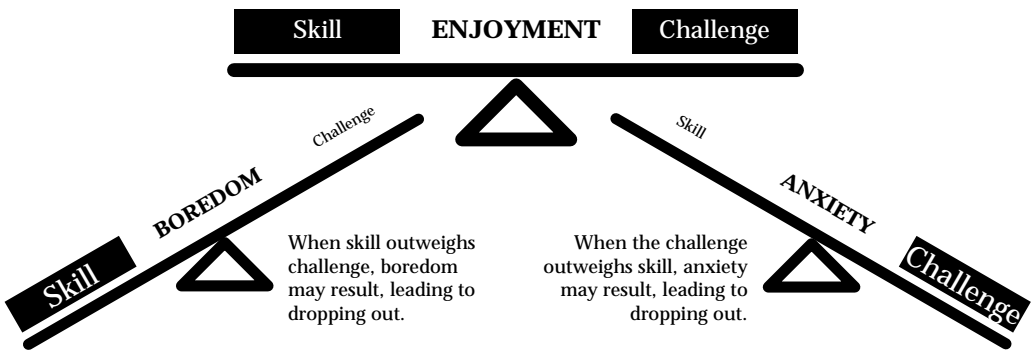 Skill ENJOYMENT Challenge
Skill BOREDOM Challenge
Skill ANXIETY Challenge
When skill outweighs
challenge, boredom
may result, leading to
dropping out.
When the challenge
outweighs skill, anxiety
may result, leading to
dropping out.